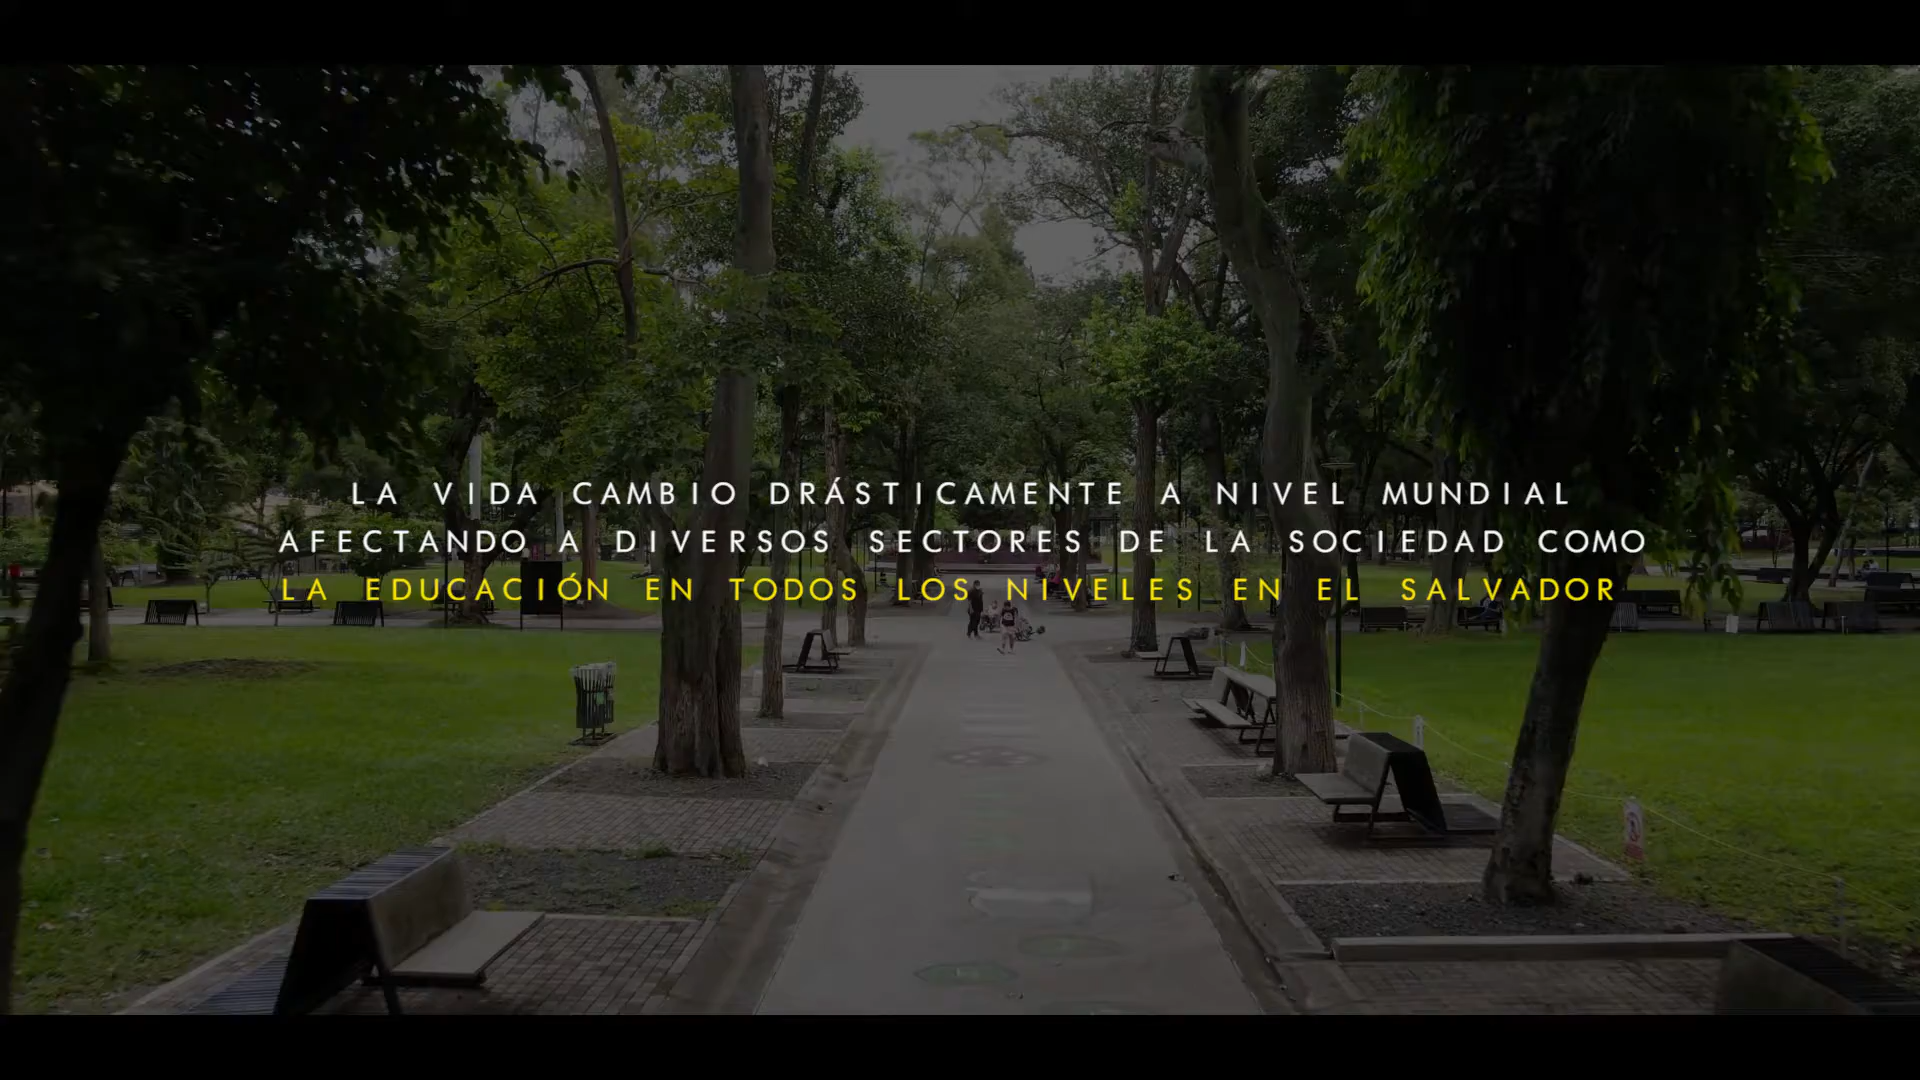 LA VIDA CAMBIO DRÁSTICAMENTE A NIVEL MUNDIAL
AFECTANDO A DIVERSOS SECTORES DE LA SOCIEDAD COMO
LA EDUCACIÓN EN TODOS LOS NIVELES EN EL SALVADOR